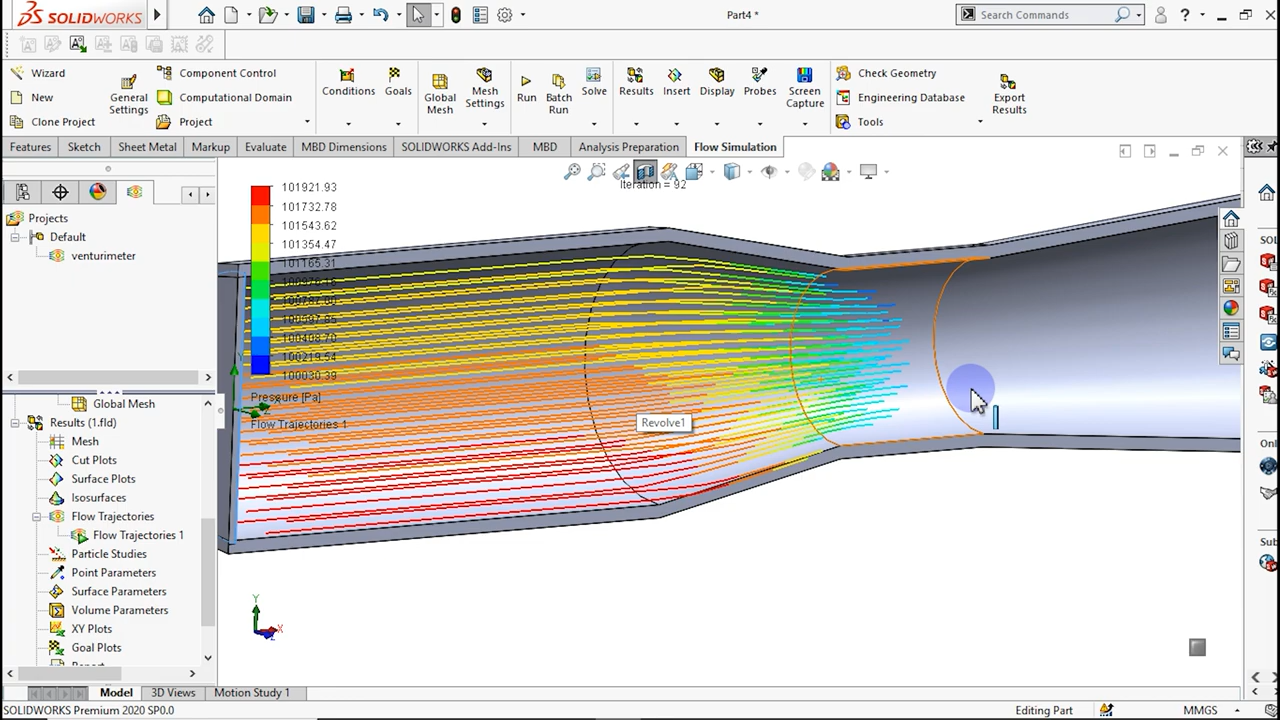 SOLIDWORKS
Part4 *
Search Commands
?
Wizard
New
Clone Project
General Settings
Component Control
Computational Domain
Project
Conditions
Goals
Global Mesh
Mesh Settings
Run
Batch Run
Solve
Results
Insert
Display
Probes
Screen Capture
Check Geometry
Engineering Database
Tools
Export Results
Features
Sketch
Sheet Metal
Markup
Evaluate
MBD Dimensions
SOLIDWORKS Add-Ins
MBD
Analysis Preparation
Flow Simulation
Iteration = 92
Projects
Default
venturimeter
Global Mesh
Results (1.fld)
Mesh
Cut Plots
Surface Plots
Isosurfaces
Flow Trajectories
Flow Trajectories 1
Particle Studies
Point Parameters
Surface Parameters
Volume Parameters
XY Plots
Goal Plots
101921.93
101732.78
101543.62
101354.47
101165.31
100408.70
100219.54
100030.39
Pressure [Pa]
Flow Trajectories 1
Revolve1
Y
Y
X
Z
SOL
Onl
Sub
Model
3D Views
Motion Study 1
SOLIDWORKS Premium 2020 SP0.0
Editing Part
MMGS